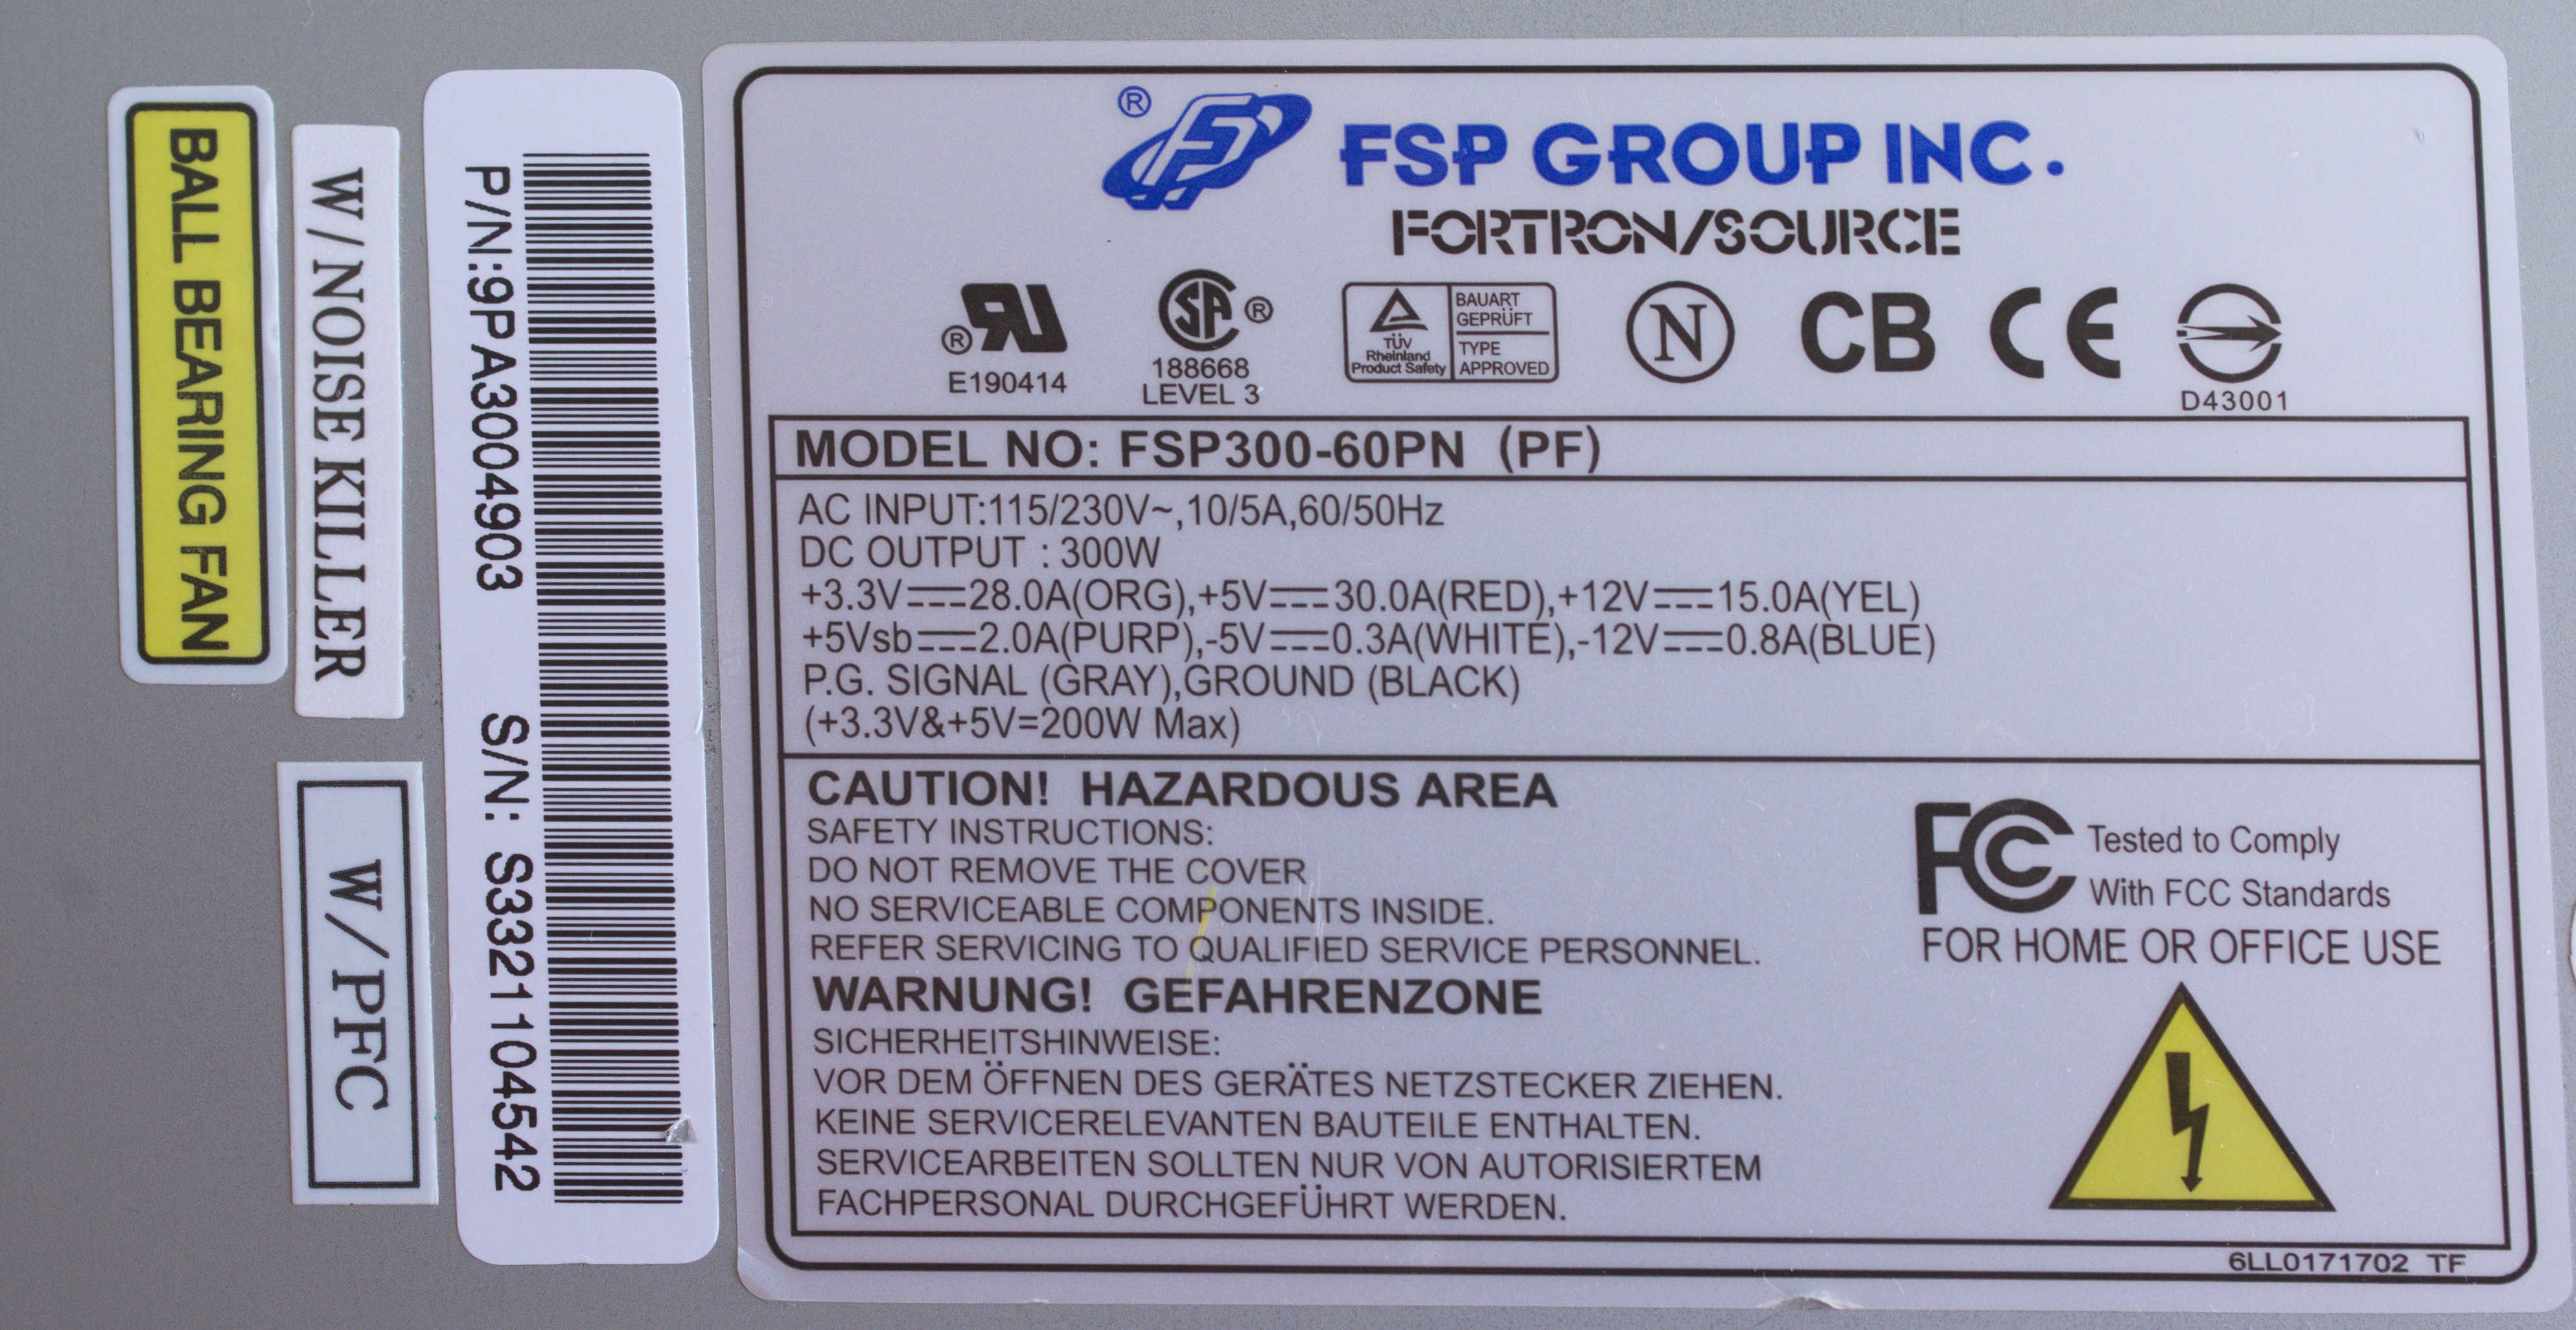 BALL BEARING FAN
W/NOISE KILLER
W/PFC
P/N:9PA3004903 S/N: S3321104542
® FSP GROUP INC.
FORTRON/SOURCE
®
E190414
SA ®
188668
LEVEL 3
TÜV
Rheinland
Product Safety
BAUART
GEPRÜFT
TYPE
APPROVED
N
CB
CE
D43001
MODEL NO: FSP300-60PN (PF)
AC INPUT:115/230V~,10/5A,60/50Hz
DC OUTPUT : 300W
+3.3V⎓28.0A(ORG),+5V⎓30.0A(RED),+12V⎓15.0A(YEL)
+5Vsb⎓2.0A(PURP),-5V⎓0.3A(WHITE),-12V⎓0.8A(BLUE)
P.G. SIGNAL (GRAY),GROUND (BLACK)
(+3.3V&+5V=200W Max)
CAUTION! HAZARDOUS AREA
SAFETY INSTRUCTIONS:
DO NOT REMOVE THE COVER
NO SERVICEABLE COMPONENTS INSIDE.
REFER SERVICING TO QUALIFIED SERVICE PERSONNEL.
WARNUNG! GEFAHRENZONE
SICHERHEITSHINWEISE:
VOR DEM ÖFFNEN DES GERÄTES NETZSTECKER ZIEHEN.
KEINE SERVICERELEVANTEN BAUTEILE ENTHALTEN.
SERVICEARBEITEN SOLLTEN NUR VON AUTORISIERTEM
FACHPERSONAL DURCHGEFÜHRT WERDEN.
FCC Tested to Comply
With FCC Standards
FOR HOME OR OFFICE USE
6LL0171702 TF